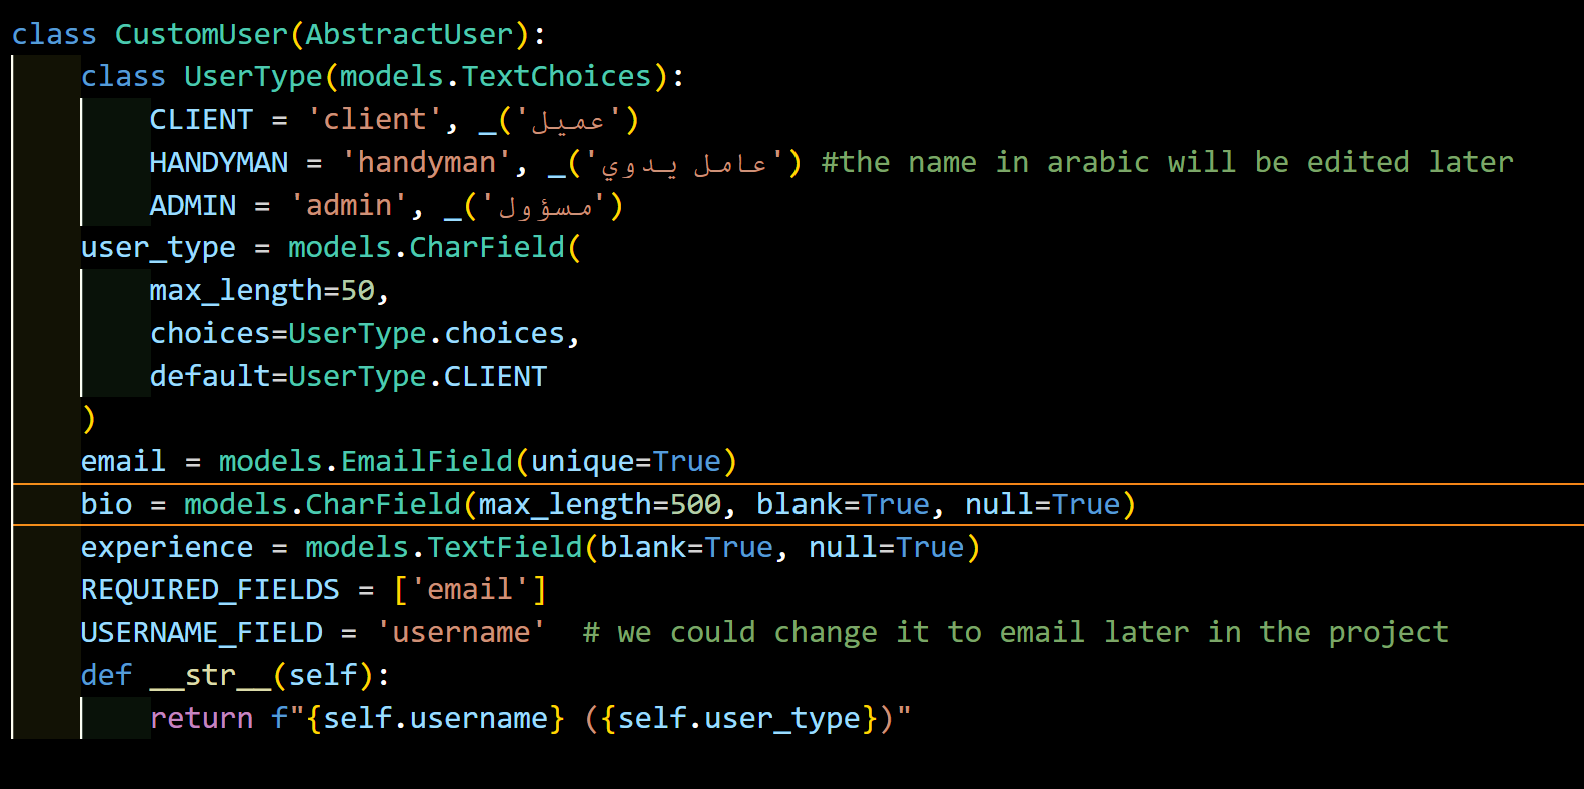 class CustomUser(AbstractUser):
    class UserType(models.TextChoices):
        CLIENT = 'client', _('عميل')
        HANDYMAN = 'handyman', _('عامل يدوي') #the name in arabic will be edited later
        ADMIN = 'admin', _('مسؤول')
    user_type = models.CharField(
        max_length=50,
        choices=UserType.choices,
        default=UserType.CLIENT
    )
    email = models.EmailField(unique=True)
    bio = models.CharField(max_length=500, blank=True, null=True)
    experience = models.TextField(blank=True, null=True)
    REQUIRED_FIELDS = ['email']
    USERNAME_FIELD = 'username'  # we could change it to email later in the project
    def __str__(self):
        return f"{self.username} ({self.user_type})"